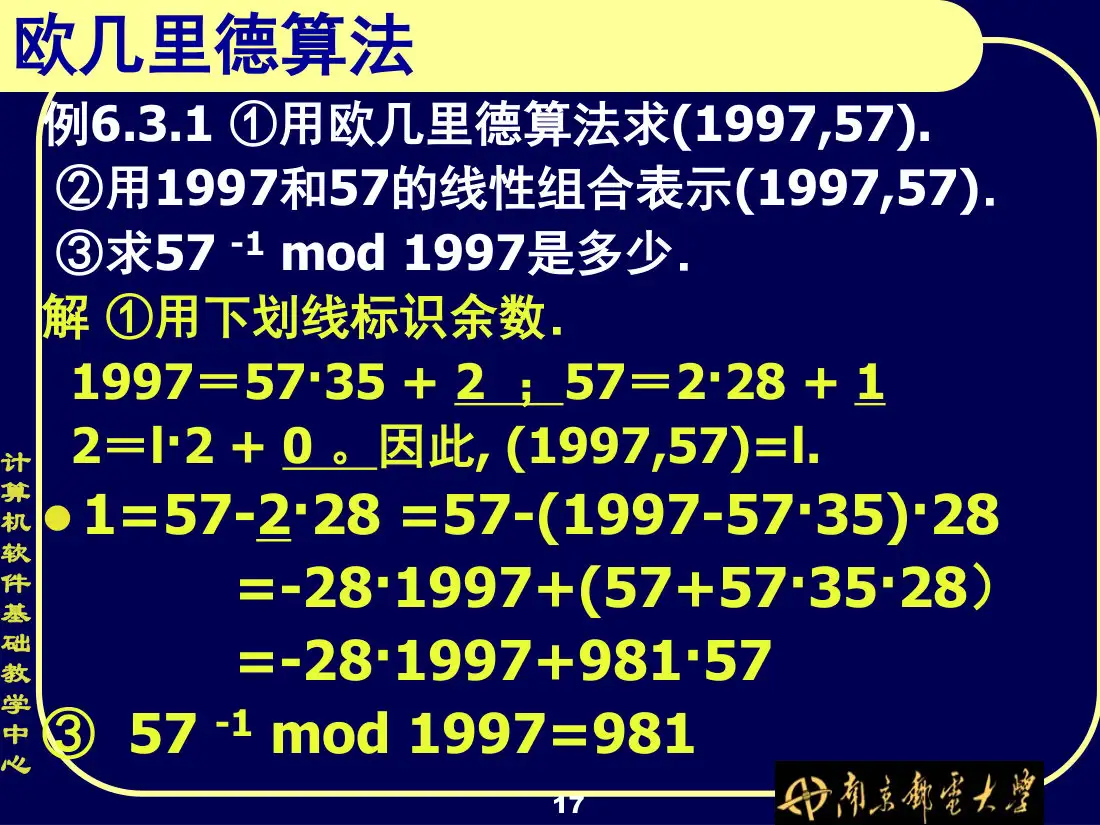 欧几里德算法
例6.3.1 ①用欧几里德算法求(1997,57).
②用1997和57的线性组合表示(1997,57).
③求57 -1 mod 1997是多少.
解 ①用下划线标识余数.
1997＝57·35 + 2 ；57＝2·28 + 1
2＝l·2 + 0 。因此, (1997,57)=l.
●1=57-2·28 =57-(1997-57·35)·28
=-28·1997+(57+57·35·28）
=-28·1997+981·57
③ 57 -1 mod 1997=981
计算机软件基础教学中心
17
南京邮電大学